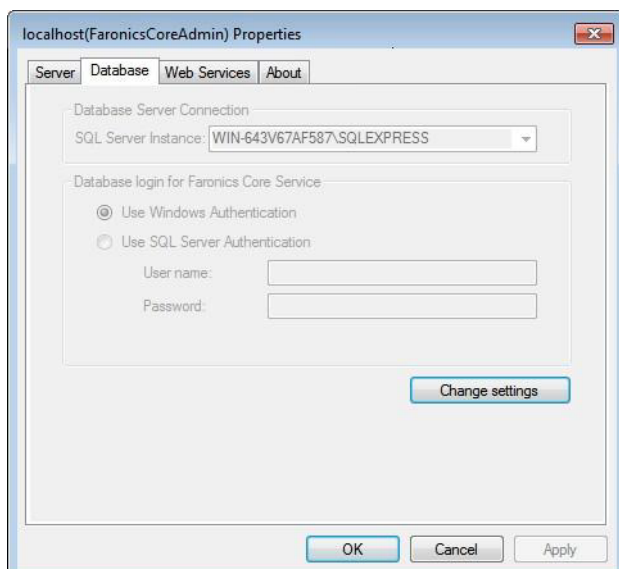 localhost(FaronicsCoreAdmin) Properties
Server Database Web Services About
Database Server Connection
SQL Server Instance: WIN-643V67AF587\SQLEXPRESS
Database login for Faronics Core Service
Use Windows Authentication
Use SQL Server Authentication
User name:
Password:
Change settings
OK Cancel Apply